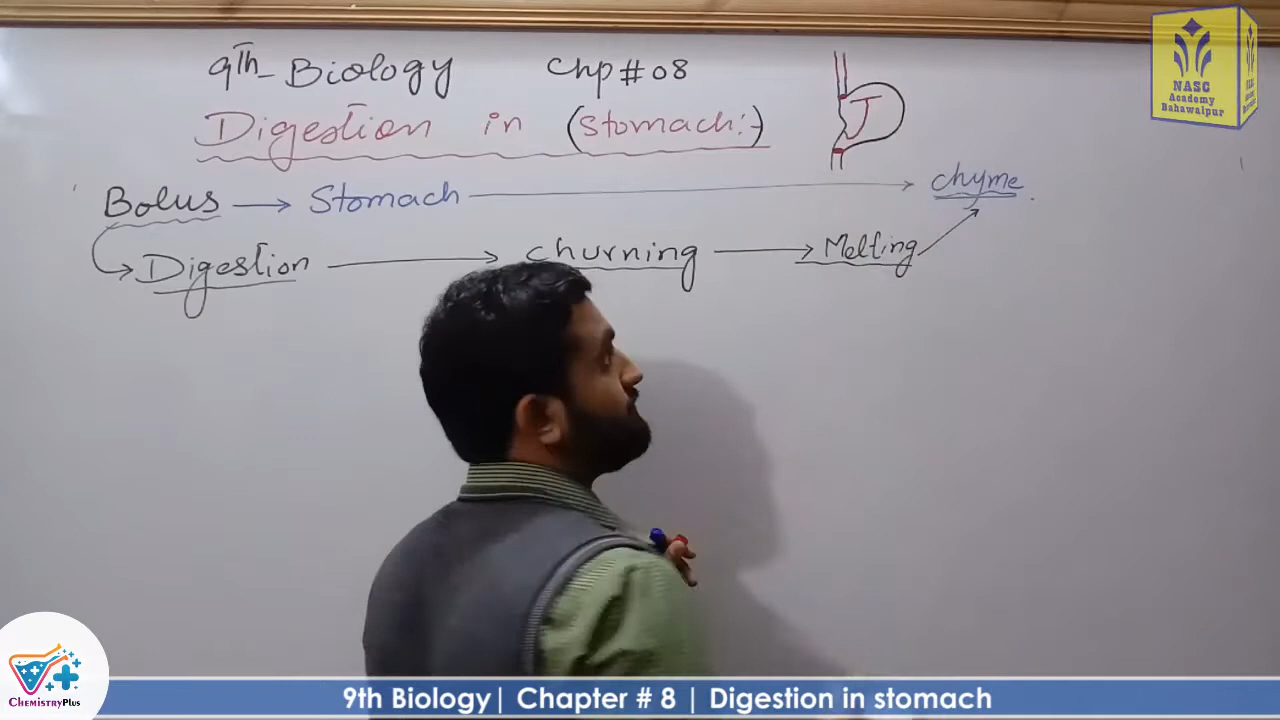 9Th- Biology Chp # 08
Digestion in (Stomach:-)
J
Bolus → Stomach → chyme
Digestion → churning → Melting
NASC
Academy
Bahawalpur
ChemistryPlus
9th Biology| Chapter # 8 | Digestion in stomach